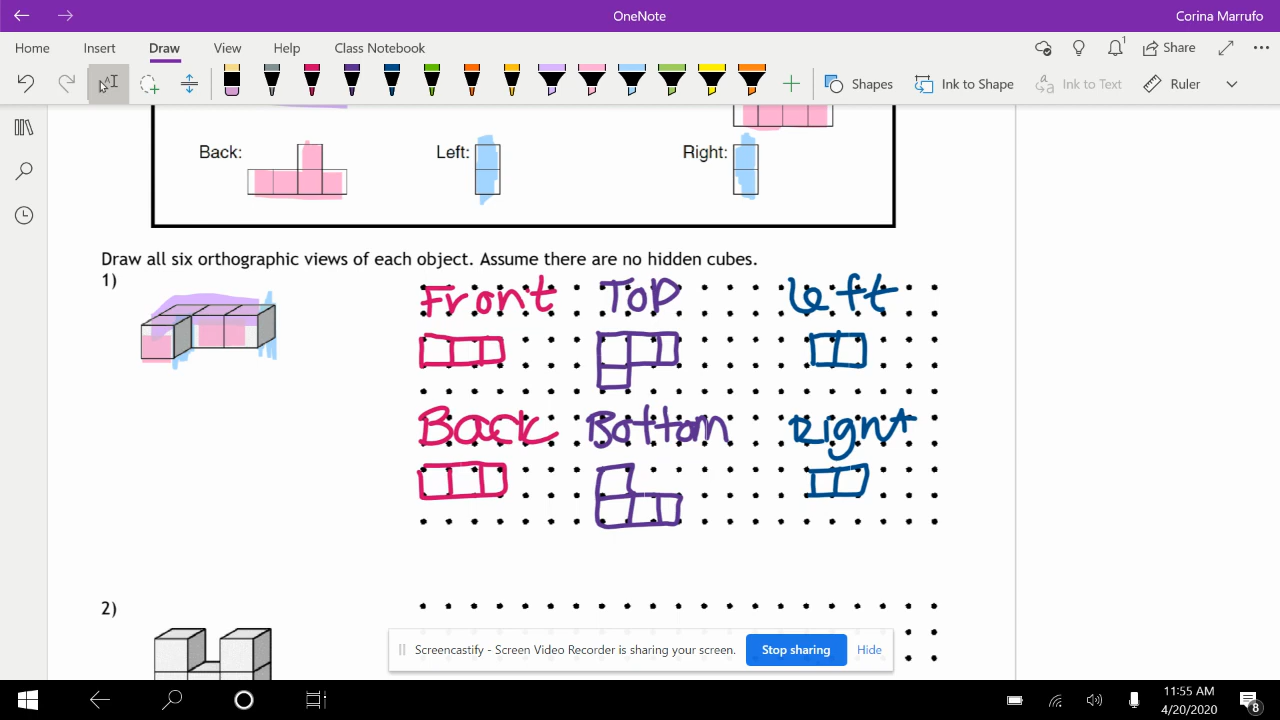 OneNote
Corina Marrufo
Home Insert Draw View Help Class Notebook
1
Share
Shapes
Ink to Shape
Ink to Text
Ruler
Back:
Left:
Right:
Draw all six orthographic views of each object. Assume there are no hidden cubes.
1)
Front Top left
Back Bottom Right
2)
Screencastify - Screen Video Recorder is sharing your screen.
Stop sharing
Hide
11:55 AM
4/20/2020
8